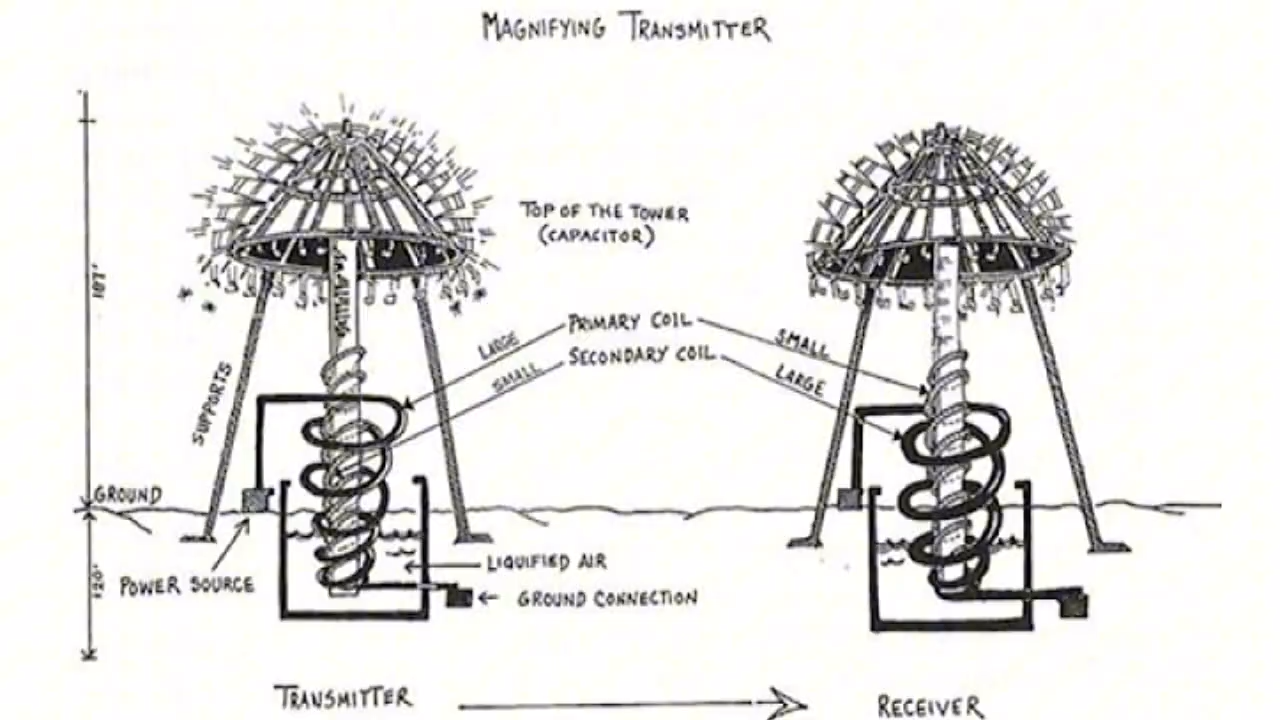 MAGNIFYING TRANSMITTER
TOP OF THE TOWER
(CAPACITOR)
187'
LARGE
PRIMARY COIL
SMALL
SMALL
SECONDARY COIL
LARGE
SUPPORTS
GROUND
POWER SOURCE
120'
LIQUIFIED AIR
GROUND CONNECTION
TRANSMITTER
RECEIVER